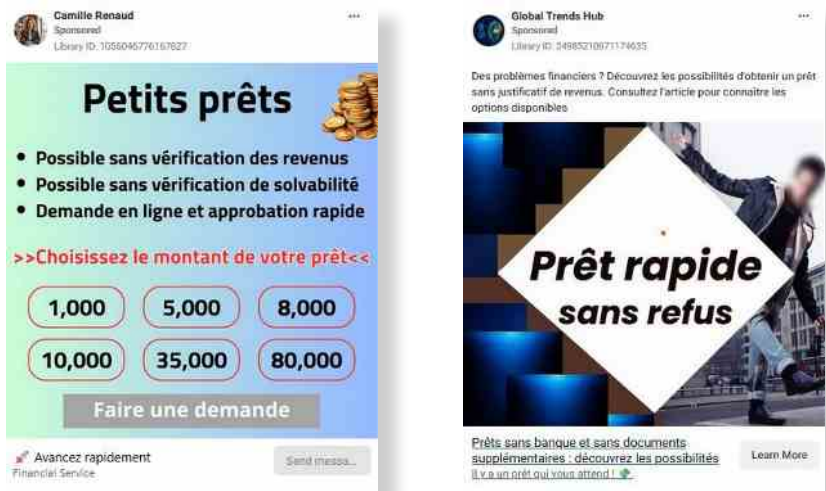 Camille Renaud
Sponsored
Library ID: 1056046776167627
Petits prêts
• Possible sans vérification des revenus
• Possible sans vérification de solvabilité
• Demande en ligne et approbation rapide
>>Choisissez le montant de votre prêt<<
1,000 5,000 8,000
10,000 35,000 80,000
Faire une demande
Avancez rapidement
Financial Service
Send messa...
Global Trends Hub
Sponsored
Library ID:
Des problèmes financiers ? Découvrez les possibilités d'obtenir un prêt
sans justificatif de revenus. Consultez l'article pour connaître les
options disponibles
Prêt rapide
sans refus
Prêts sans banque et sans documents
supplémentaires : découvrez les possibilités
Il y a un prêt qui vous attend !
Learn More